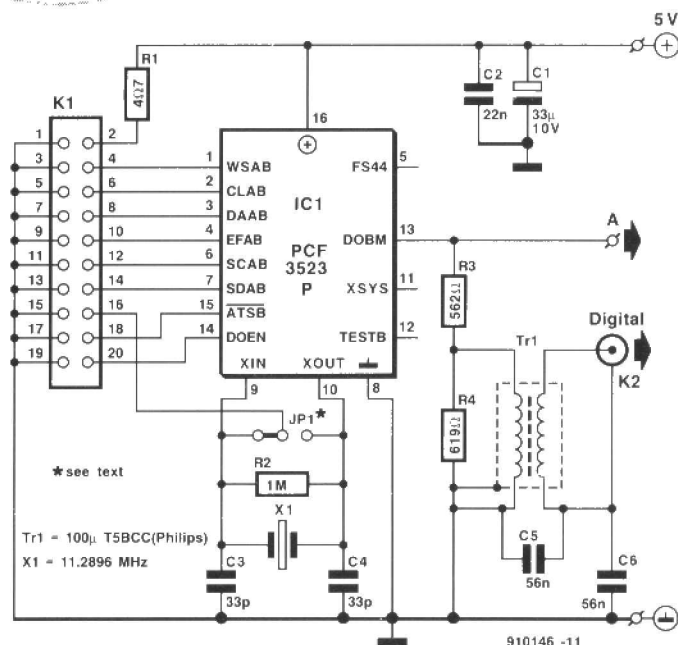 5 V
R1
4Ω7
K1
C2
22n
C1
33µ
10V
16
1 2
3 4
5 6
7 8
9 10
11 12
13 14
15 16
17 18
19 20
1 WSAB
2 CLAB
3 DAAB
4 EFAB
6 SCAB
7 SDAB
15 ATSB
14 DOEN
IC1
PCF
3523
P
FS44 5
DOBM 13
XSYS 11
TESTB 12
XIN XOUT
9 10 8
A
R3
562Ω
Tr1
Digital
K2
R4
619Ω
JP1*
R2
1M
X1
*see text
Tr1 = 100µ T5BCC(Philips)
X1 = 11.2896 MHz
C3
33p
C4
33p
C5
56n
C6
56n
910146 -11